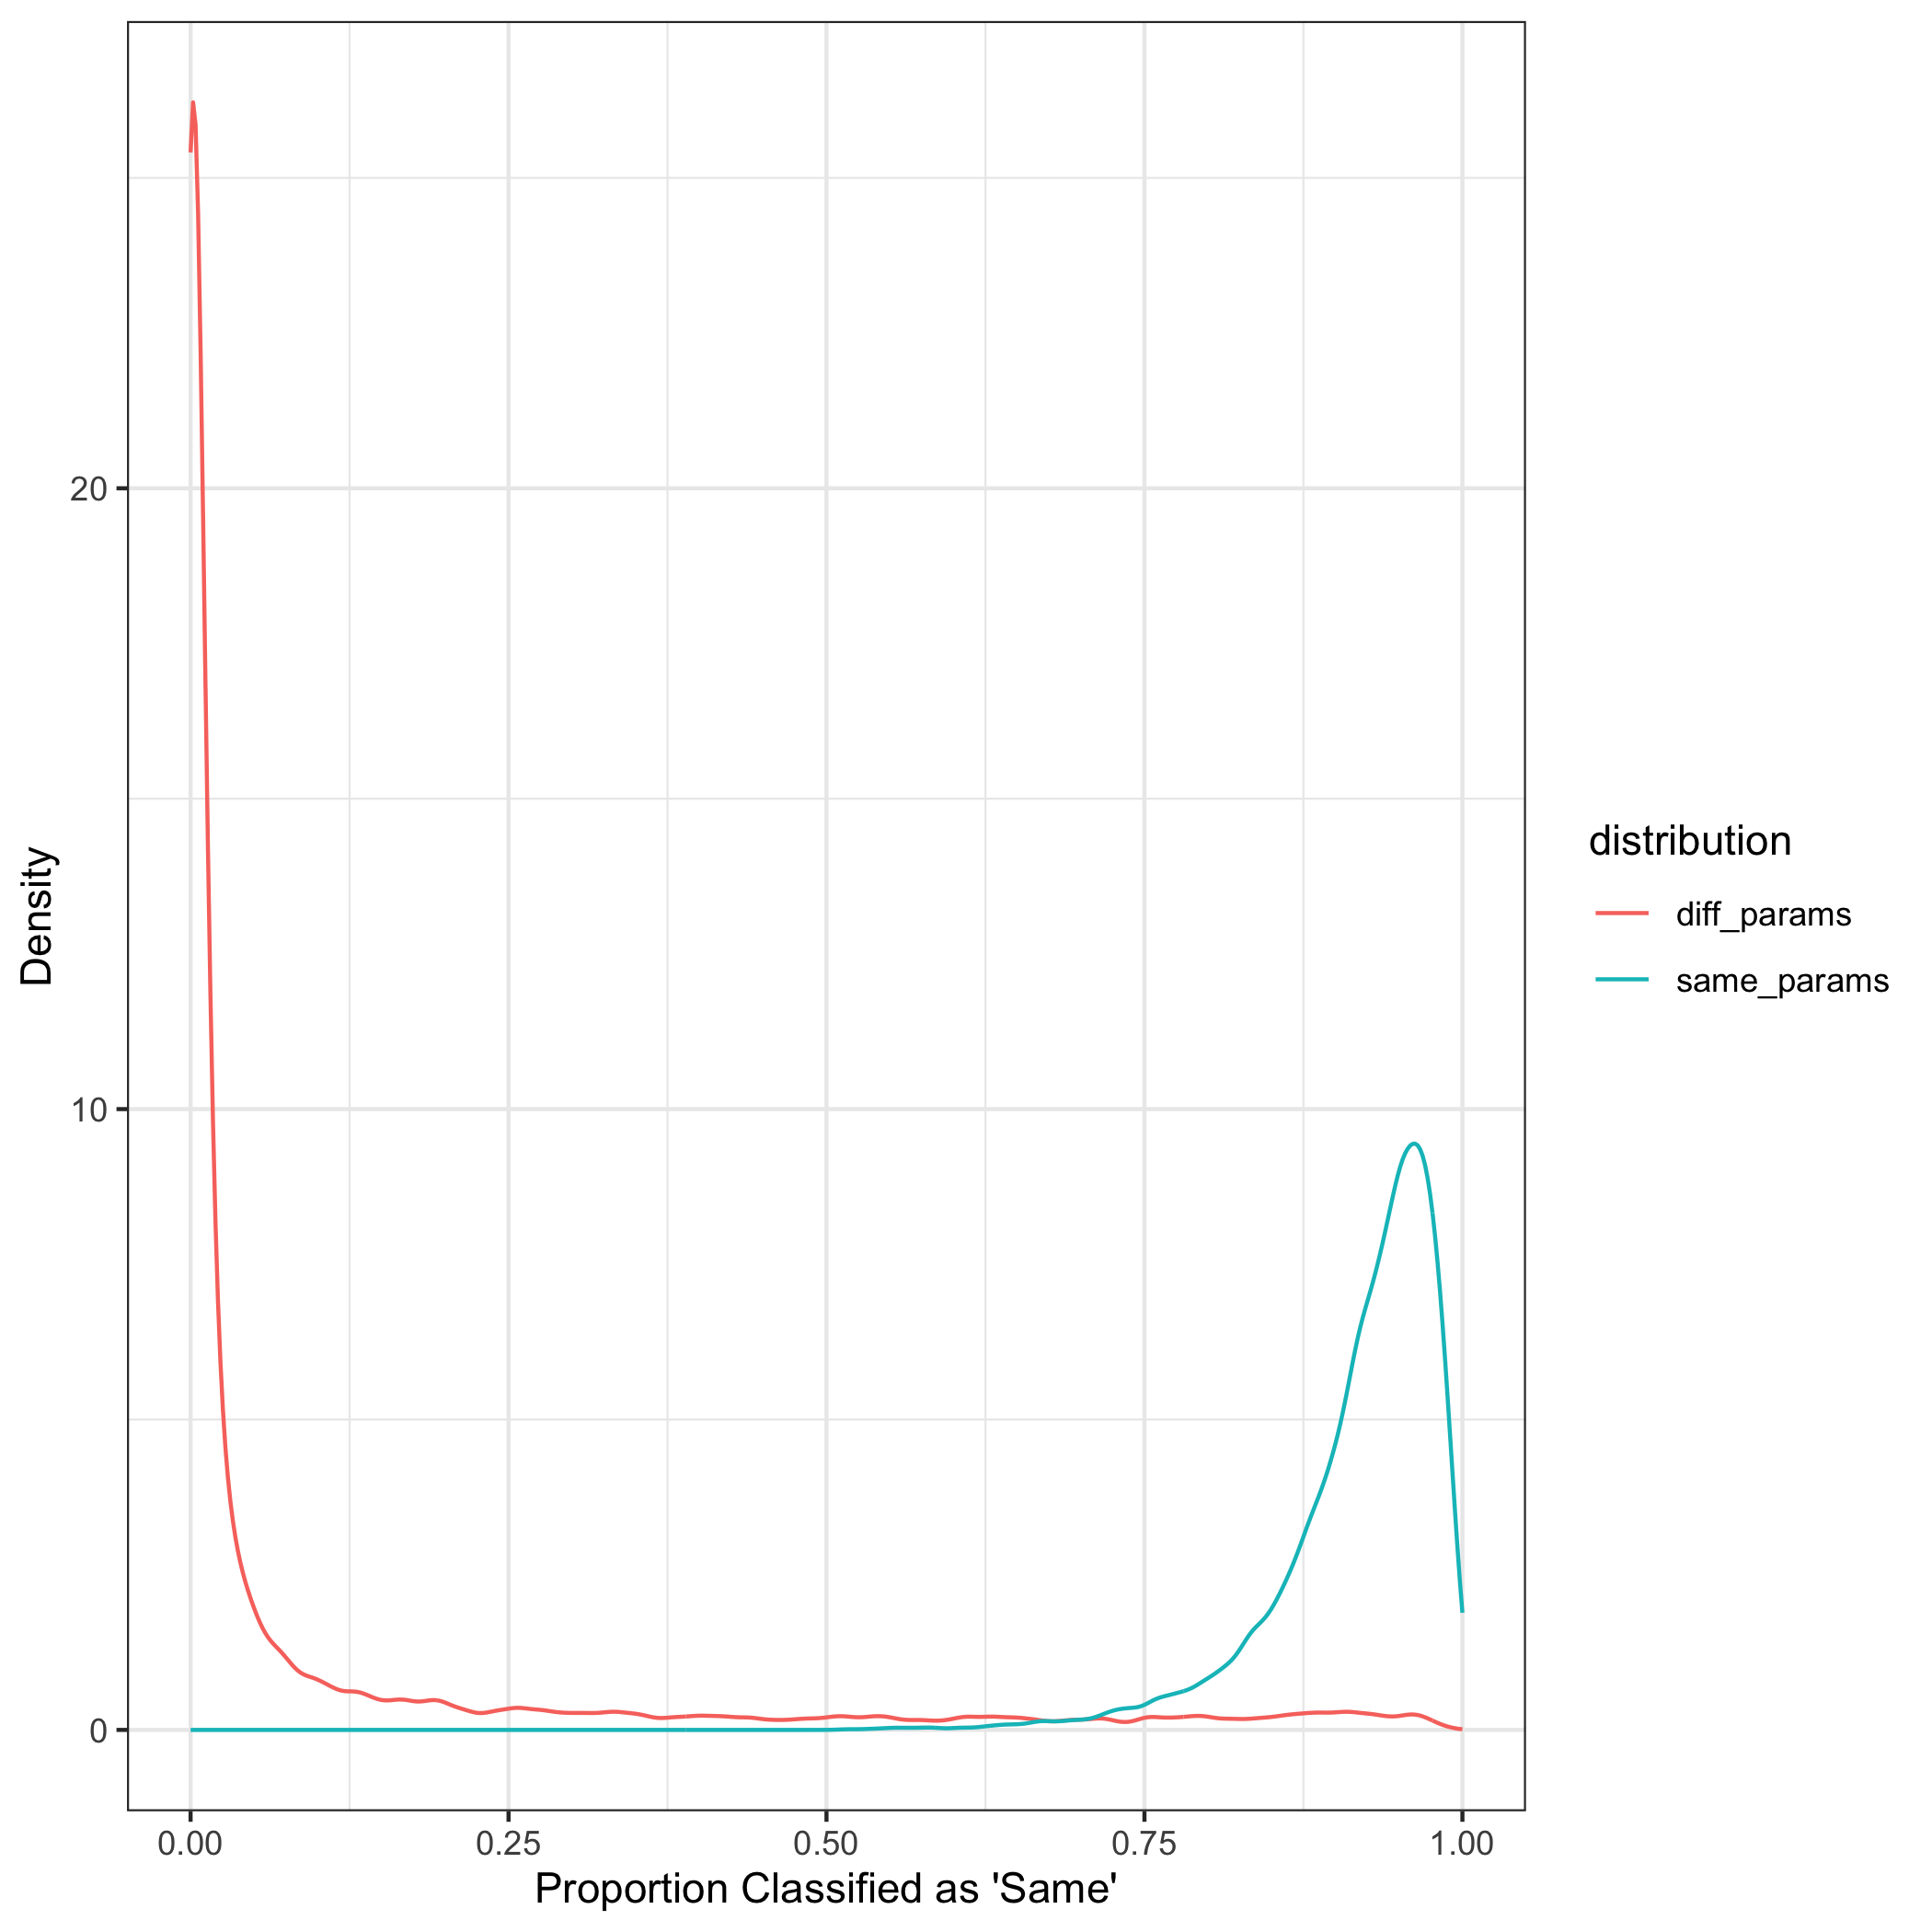 20
10
0
Density
0.00 0.25 0.50 0.75 1.00
Proportion Classified as 'Same'
distribution
diff_params
same_params